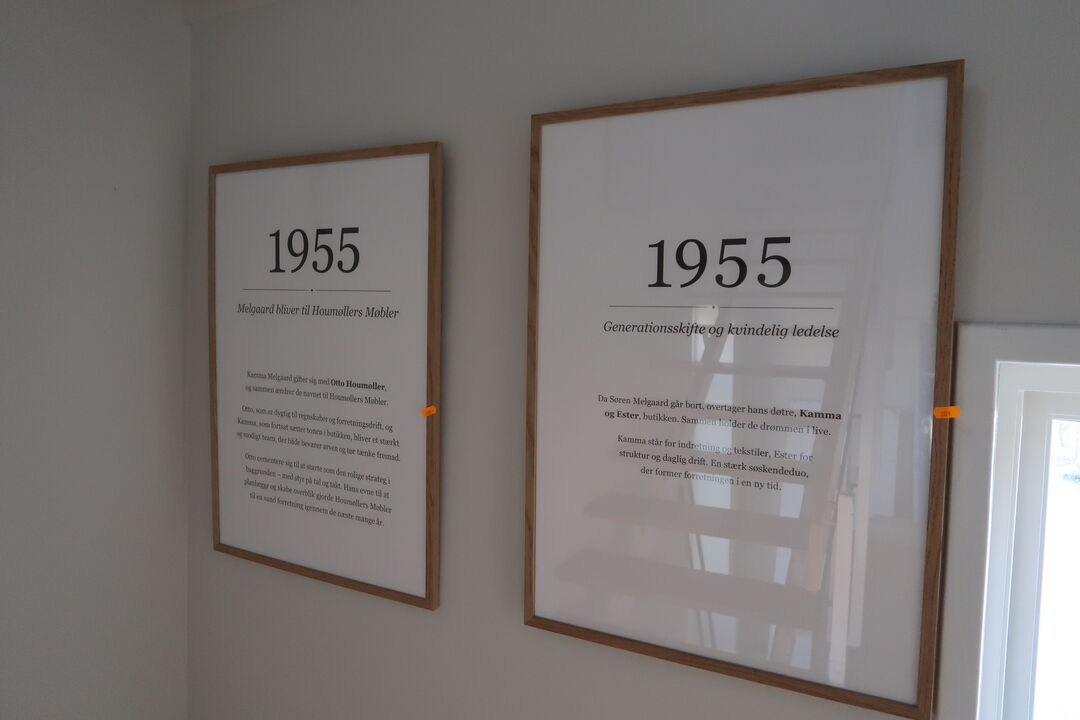 1955
Melgaard bliver til Houmøllers Møbler
Kamma Melgaard gifter sig med Otto Houmøller,
og sammen ændrer de navnet til Houmøllers Møbler.
Otto, som er dygtig til regnskaber og forretningsdrift, og
Kamma, som fortsat sætter tonen i butikken, bliver et stærkt
og modigt team, der både bevarer arven og tør tænke fremad.
Otto cementere sig til at starte som den rolige strateg i
baggrunden – med styr på tal og takt. Hans evne til at
planlægge og skabe overblik gjorde Houmøllers Møbler
til en sund forretning igennem de næste mange år.
1955
Generationsskifte og kvindelig ledelse
Da Søren Melgaard går bort, overtager hans døtre, Kamma
og Ester, butikken. Sammen holder de drømmen i live.
Kamma står for indretning og tekstiler, Ester for
struktur og daglig drift. En stærk søskendeduo,
der former forretningen i en ny tid.